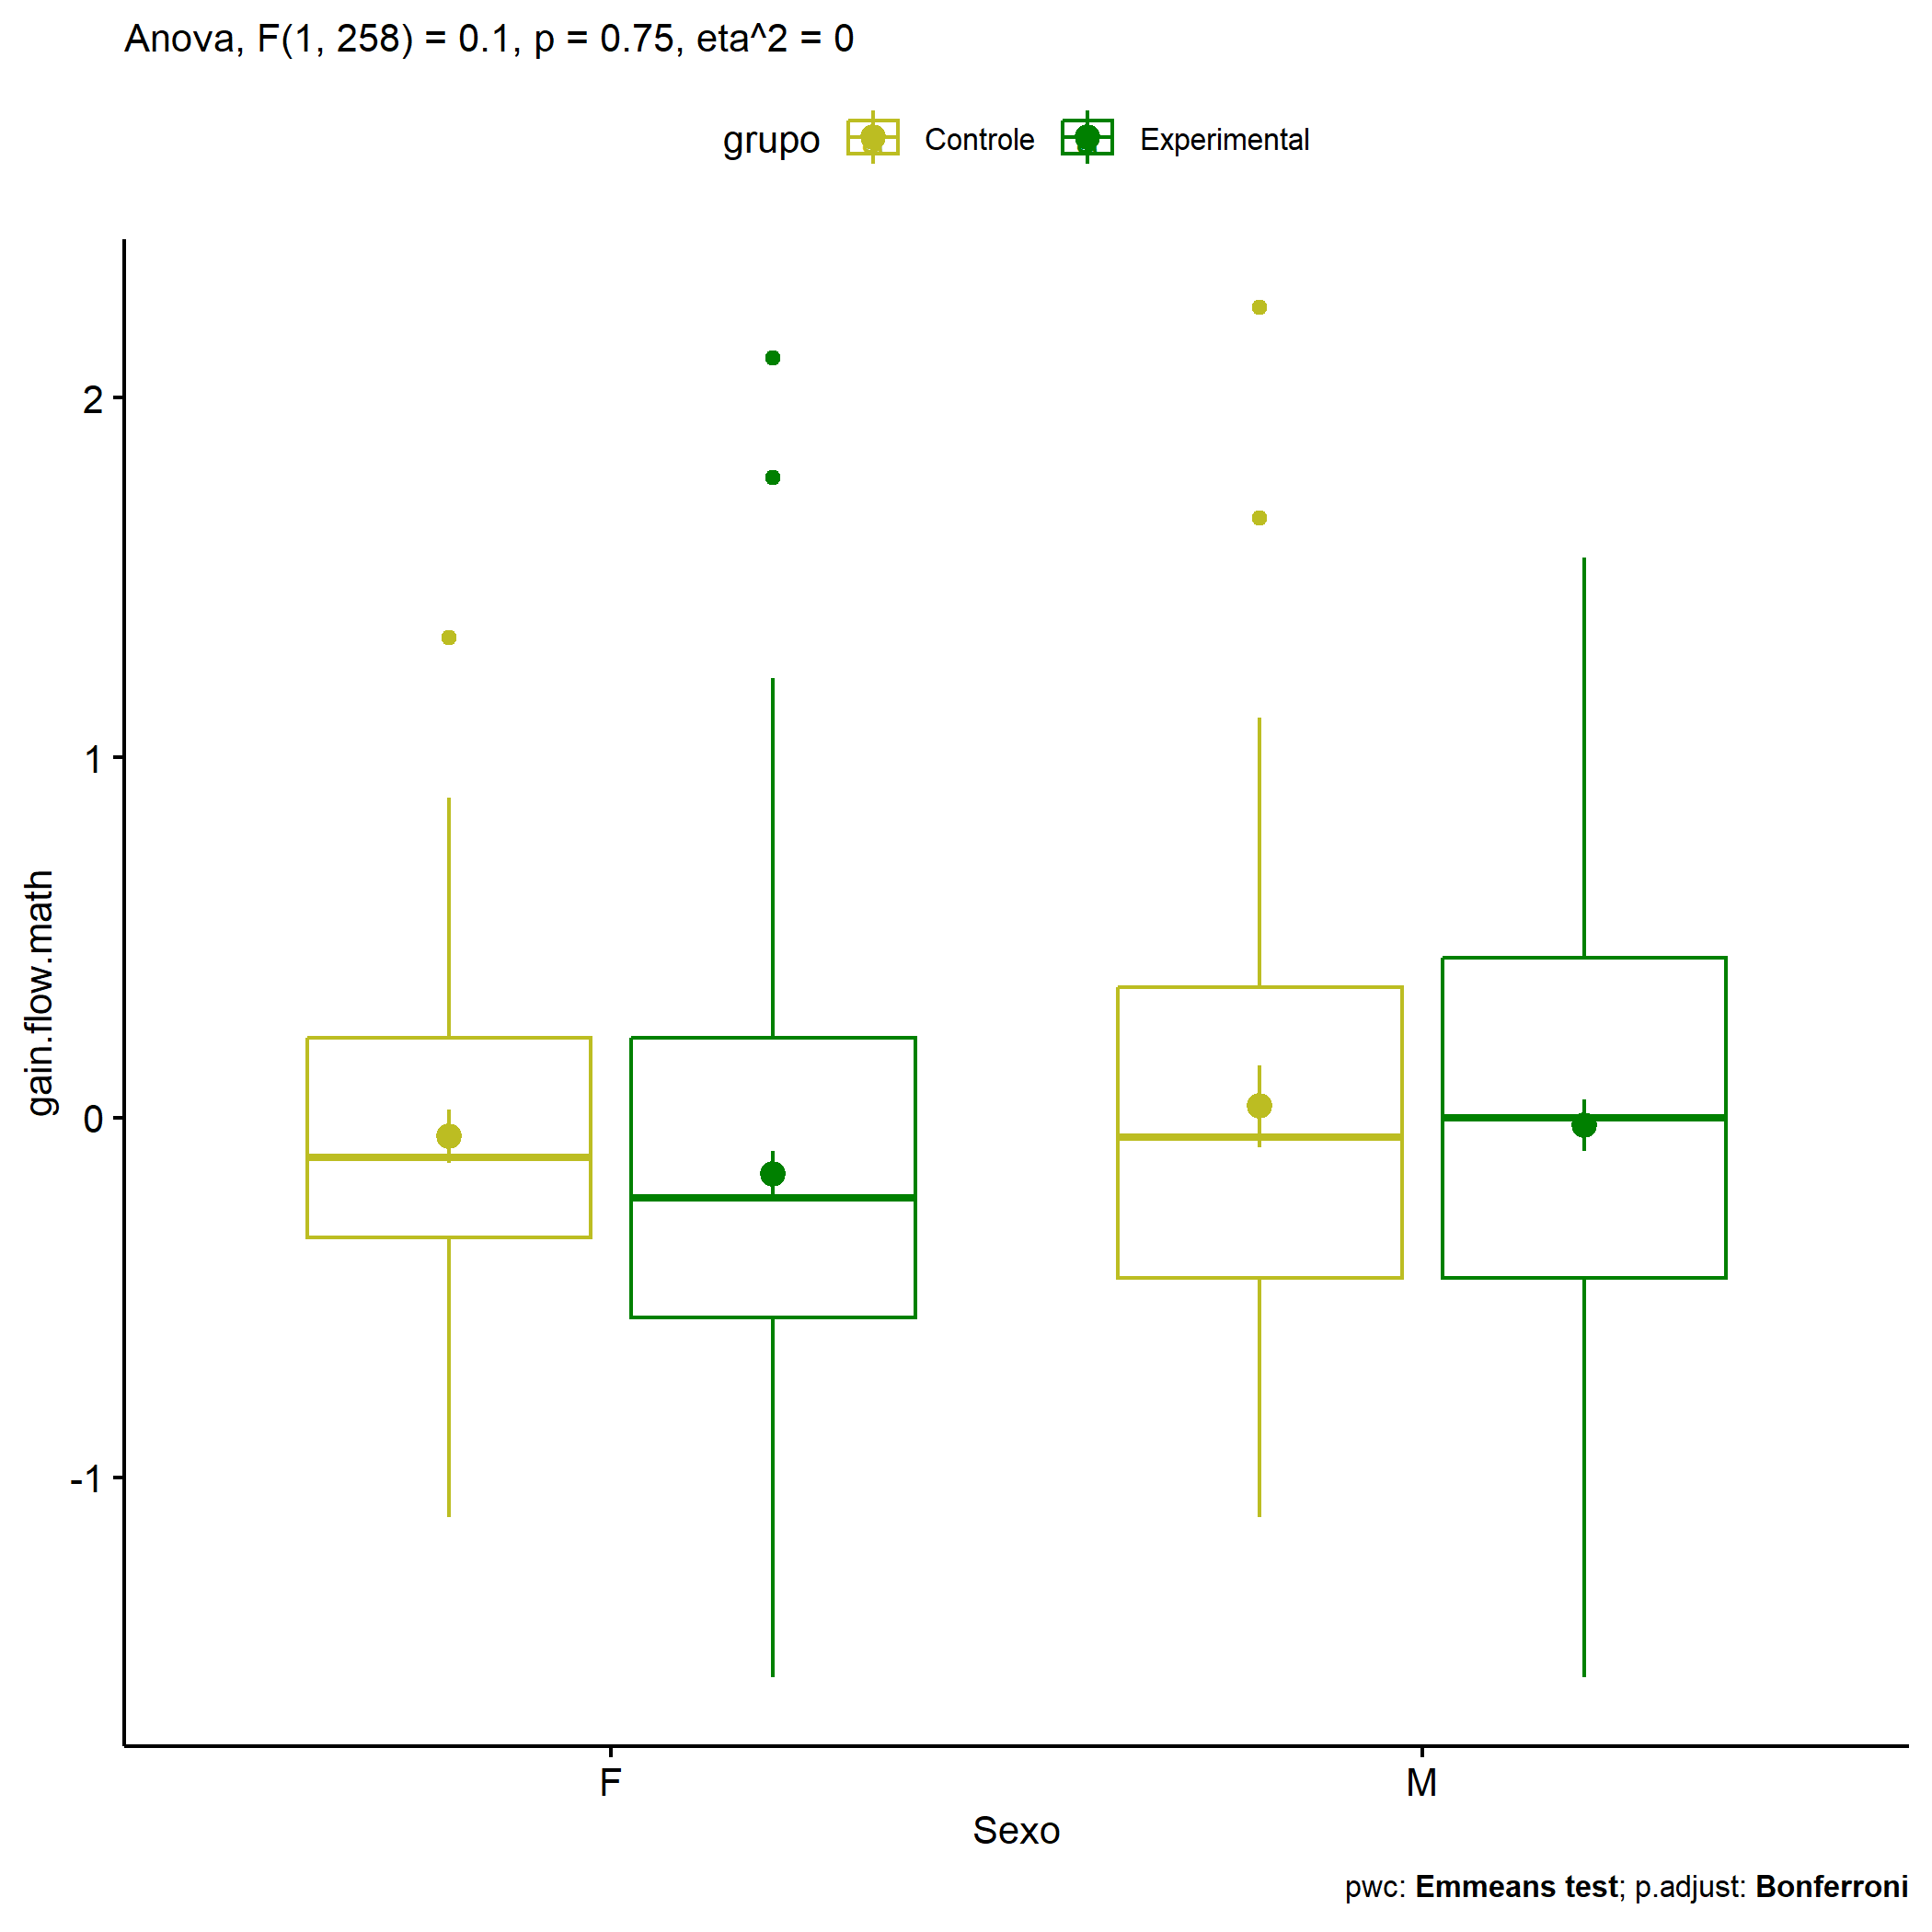 Anova, F(1, 258) = 0.1, p = 0.75, eta^2 = 0
grupo Controle Experimental
gain.flow.math
2
1
0
-1
F M
Sexo
pwc: Emmeans test; p.adjust: Bonferroni